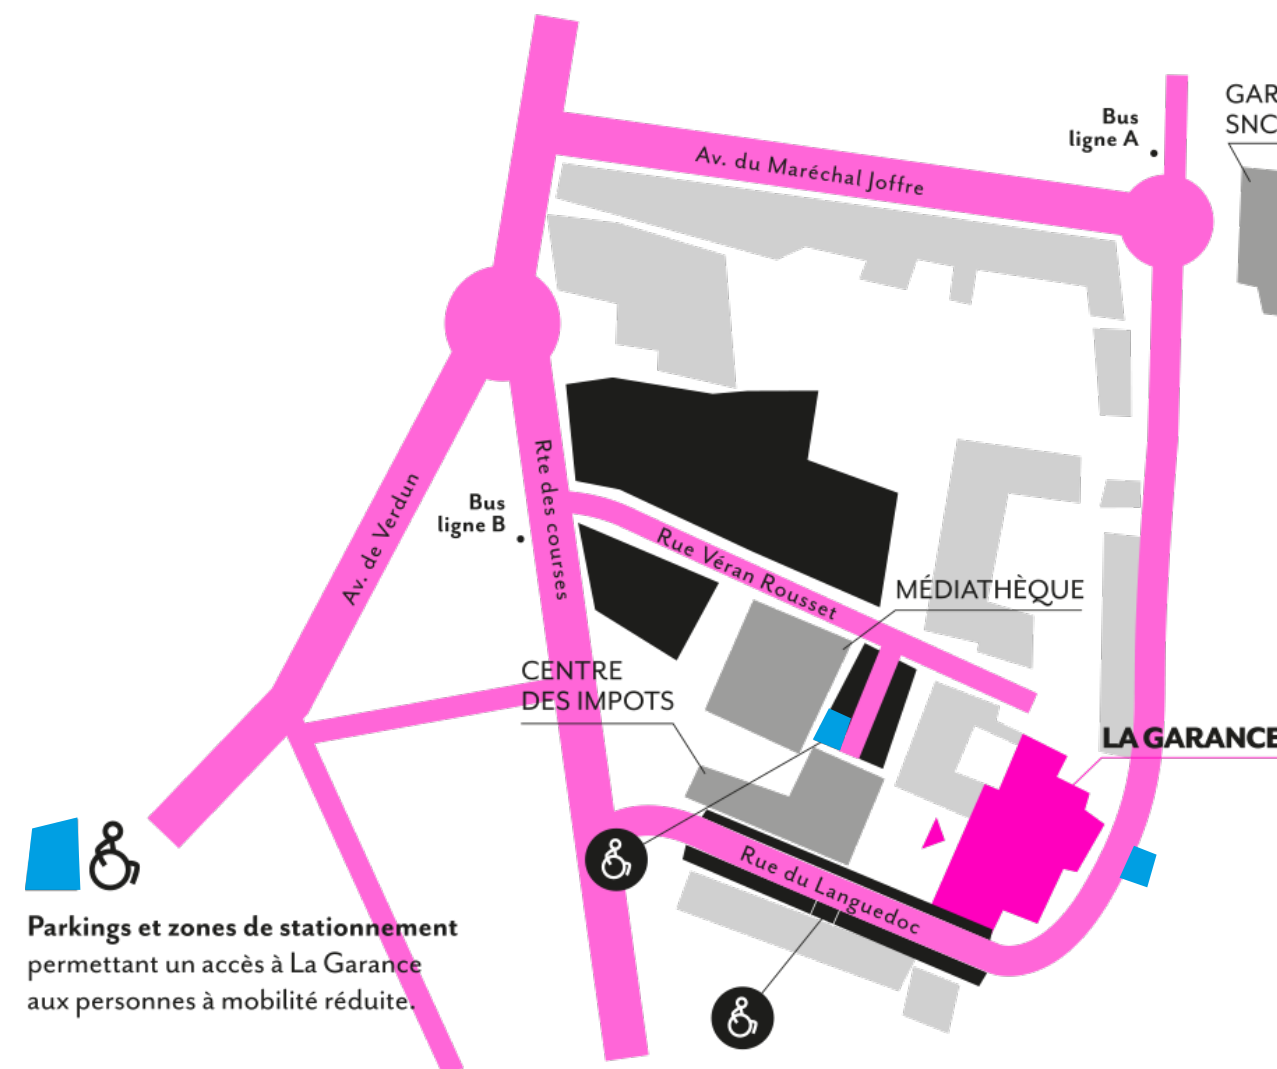 Bus
ligne A
GAR
SNC
Av. du Maréchal Joffre
Rte des courses
Av. de Verdun
Bus
ligne B
Rue Véran Rousset
MÉDIATHÈQUE
CENTRE
DES IMPOTS
LA GARANCE
Rue du Languedoc
Parkings et zones de stationnement
permettant un accès à La Garance
aux personnes à mobilité réduite.